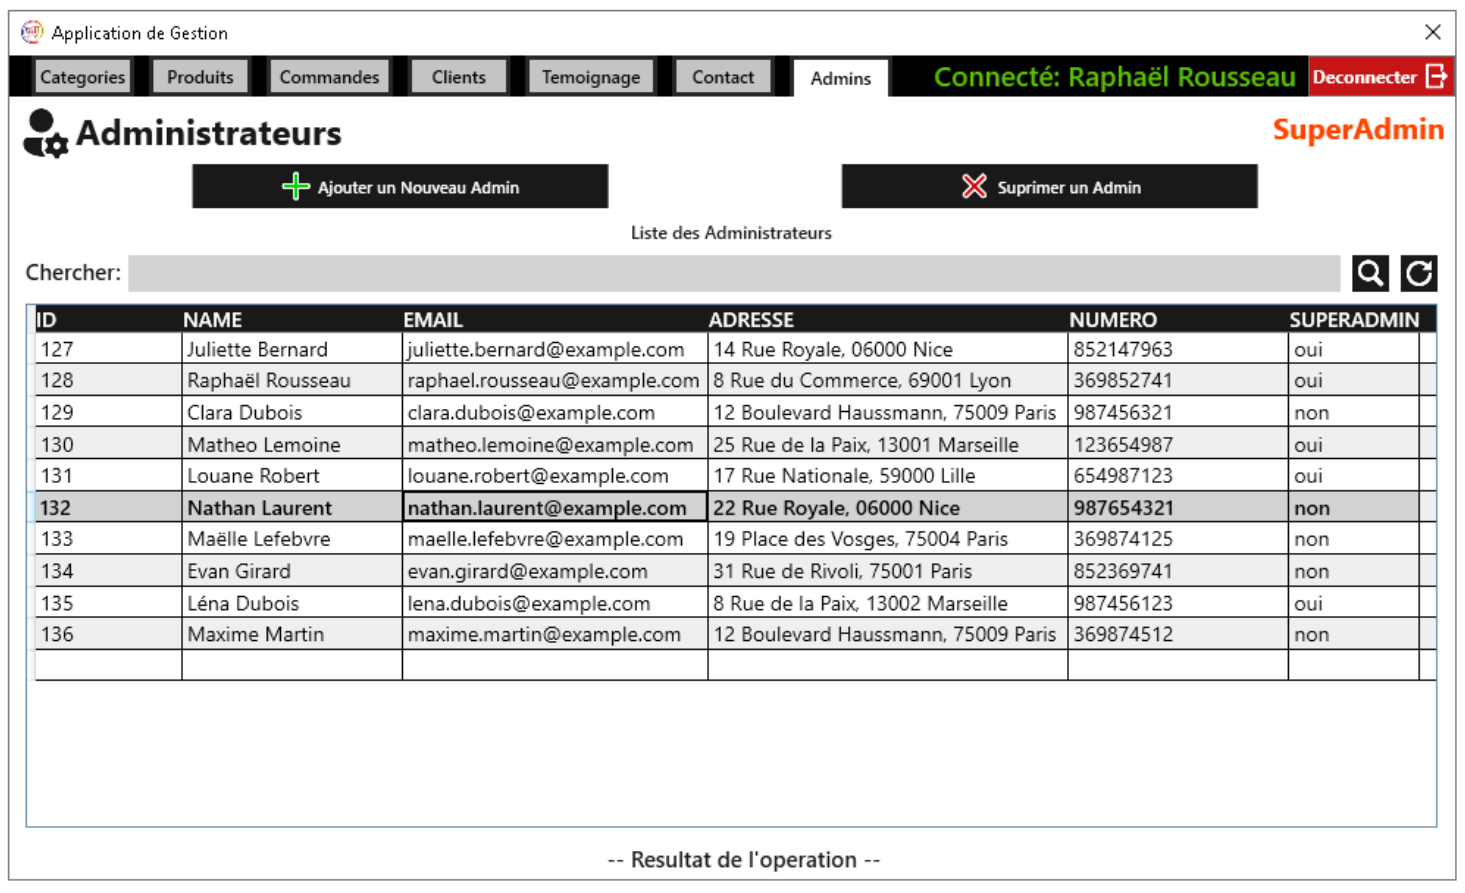 Application de Gestion
Categories Produits Commandes Clients Temoignage Contact Admins Connecté: Raphaël Rousseau Deconnecter
Administrateurs SuperAdmin
Ajouter un Nouveau Admin Suprimer un Admin
Liste des Administrateurs
Chercher:
ID NAME EMAIL ADRESSE NUMERO SUPERADMIN
127 Juliette Bernard juliette.bernard@example.com 14 Rue Royale, 06000 Nice 852147963 oui
128 Raphaël Rousseau raphael.rousseau@example.com 8 Rue du Commerce, 69001 Lyon 369852741 oui
129 Clara Dubois clara.dubois@example.com 12 Boulevard Haussmann, 75009 Paris 987456321 non
130 Matheo Lemoine matheo.lemoine@example.com 25 Rue de la Paix, 13001 Marseille 123654987 oui
131 Louane Robert louane.robert@example.com 17 Rue Nationale, 59000 Lille 654987123 oui
132 Nathan Laurent nathan.laurent@example.com 22 Rue Royale, 06000 Nice 987654321 non
133 Maëlle Lefebvre maelle.lefebvre@example.com 19 Place des Vosges, 75004 Paris 369874125 non
134 Evan Girard evan.girard@example.com 31 Rue de Rivoli, 75001 Paris 852369741 non
135 Léna Dubois lena.dubois@example.com 8 Rue de la Paix, 13002 Marseille 987456123 oui
136 Maxime Martin maxime.martin@example.com 12 Boulevard Haussmann, 75009 Paris 369874512 non
-- Resultat de l'operation --